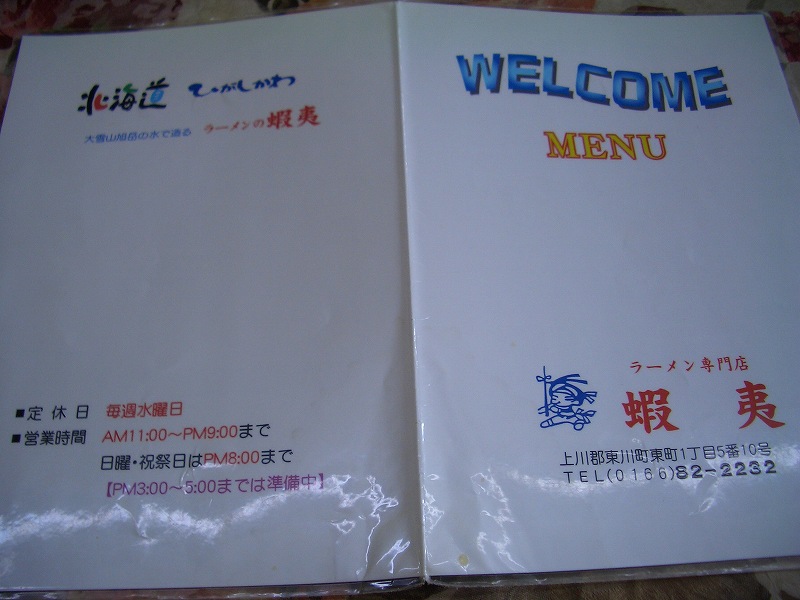 北海道 ひがしかわ
大雪山旭岳の水で造る ラーメンの 蝦夷
■定休日 毎週水曜日
■営業時間 AM11:00～PM9:00まで
日曜・祝祭日はPM8:00まで
【PM3:00～5:00までは準備中】
WELCOME
MENU
ラーメン専門店
蝦夷
上川郡東川町東町1丁目5番10号
TEL(0166)82-2232